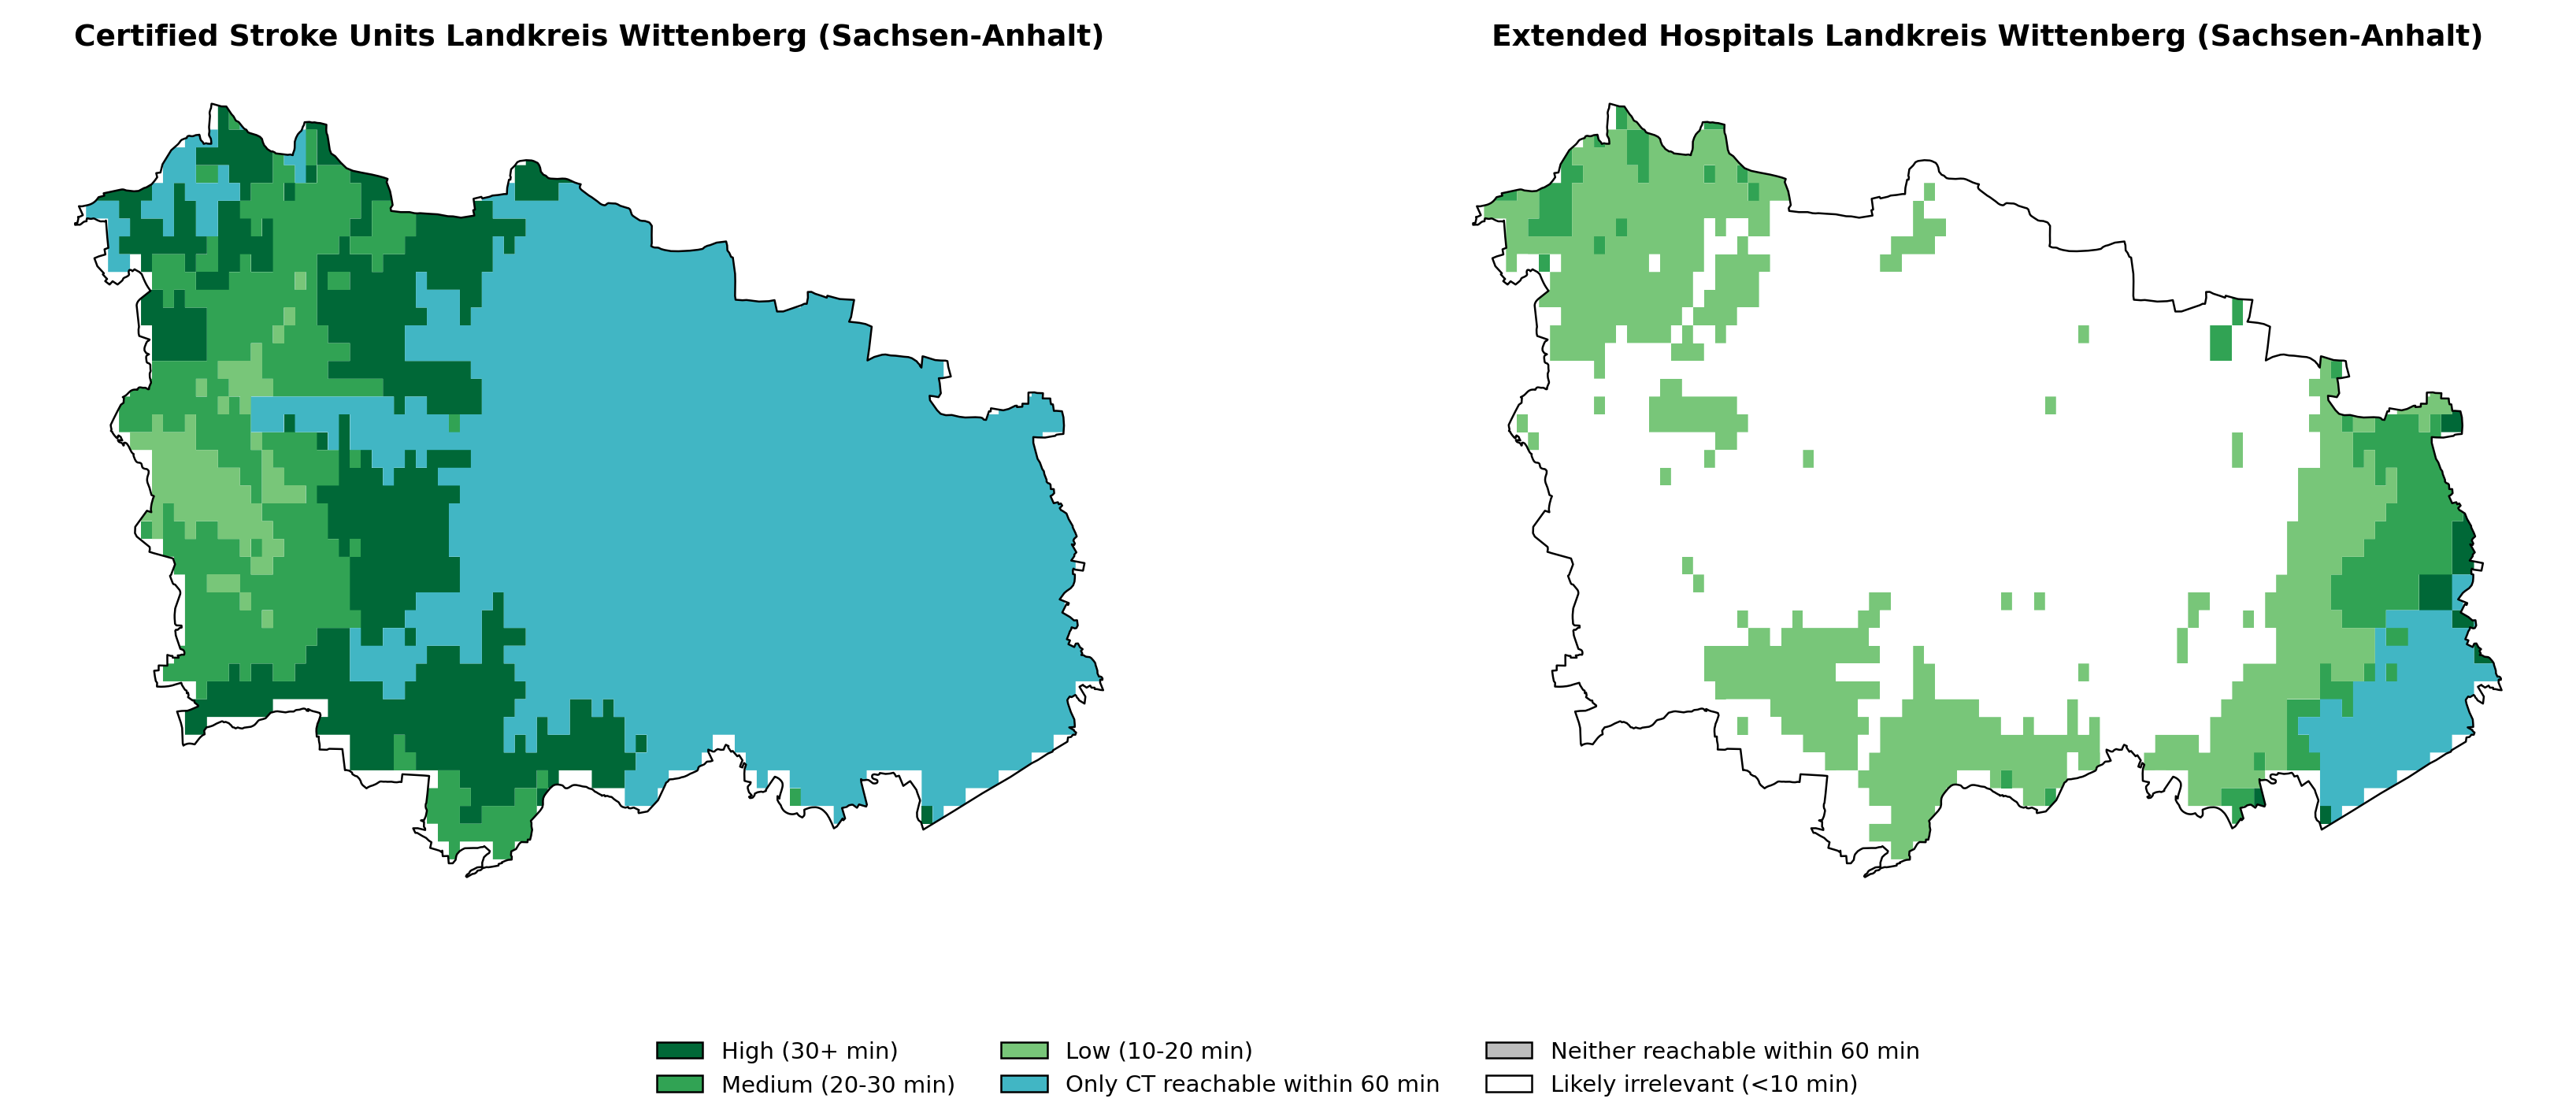 Certified Stroke Units Landkreis Wittenberg (Sachsen-Anhalt)
Extended Hospitals Landkreis Wittenberg (Sachsen-Anhalt)
High (30+ min)
Medium (20-30 min)
Low (10-20 min)
Only CT reachable within 60 min
Neither reachable within 60 min
Likely irrelevant (<10 min)